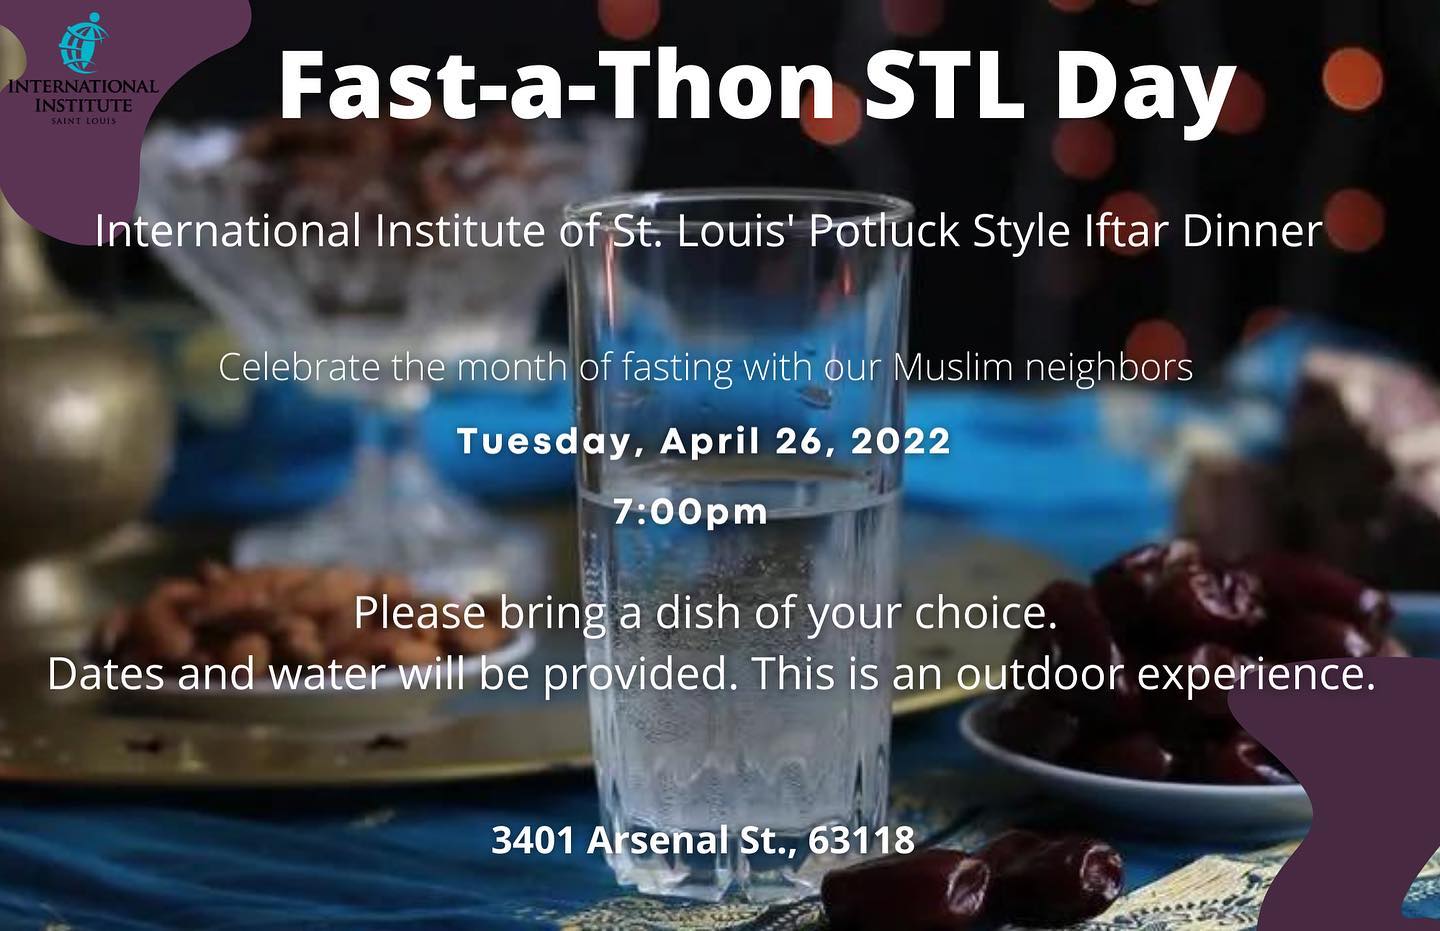 INTERNATIONAL
INSTITUTE
SAINT LOUIS
Fast-a-Thon STL Day
International Institute of St. Louis' Potluck Style Iftar Dinner
Celebrate the month of fasting with our Muslim neighbors
Tuesday, April 26, 2022
7:00pm
Please bring a dish of your choice.
Dates and water will be provided. This is an outdoor experience.
3401 Arsenal St., 63118